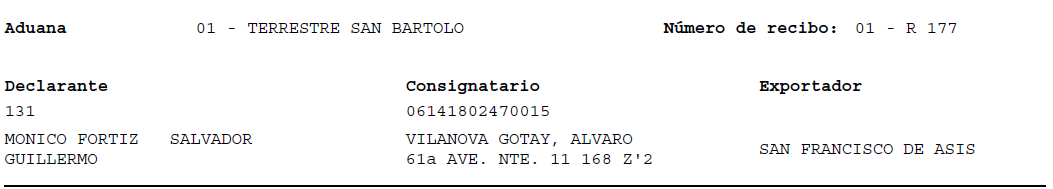 Aduana 01 - TERRESTRE SAN BARTOLO Número de recibo: 01 - R 177
Declarante Consignatario Exportador
131 06141802470015
MONICO FORTIZ SALVADOR VILANOVA GOTAY, ALVARO
GUILLERMO 61a AVE. NTE. 11 168 Z'2
SAN FRANCISCO DE ASIS